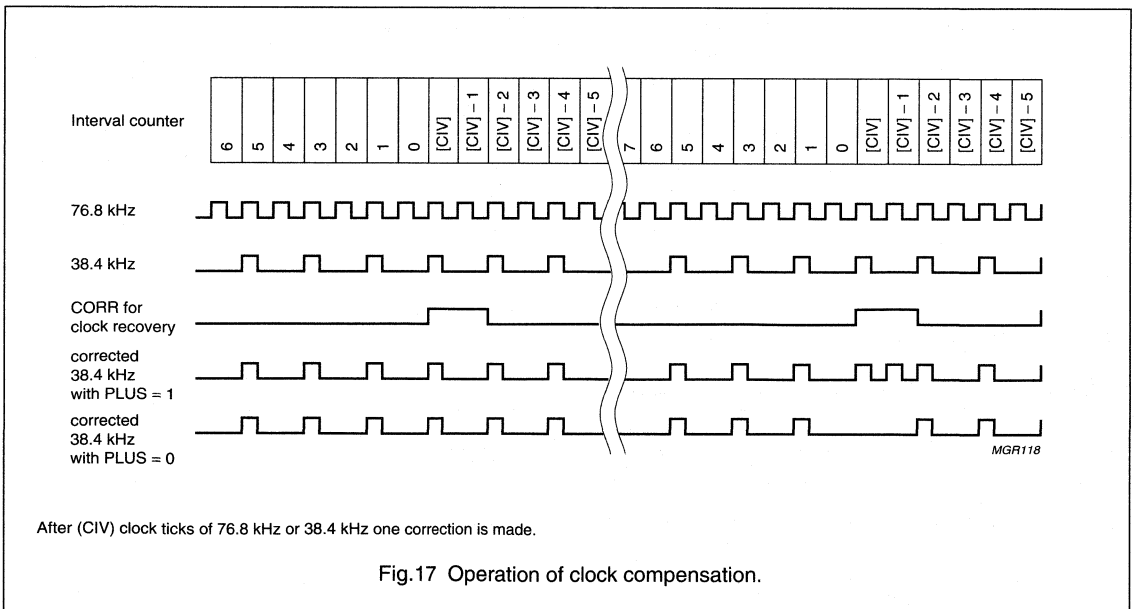 Interval counter 6 5 4 3 2 1 0 [CIV] [CIV] – 1 [CIV] – 2 [CIV] – 3 [CIV] – 4 [CIV] – 5 7 6 5 4 3 2 1 0 [CIV] [CIV] – 1 [CIV] – 2 [CIV] – 3 [CIV] – 4 [CIV] – 5
76.8 kHz
38.4 kHz
CORR for
clock recovery
corrected
38.4 kHz
with PLUS = 1
corrected
38.4 kHz
with PLUS = 0
MGR118
After (CIV) clock ticks of 76.8 kHz or 38.4 kHz one correction is made.
Fig.17 Operation of clock compensation.